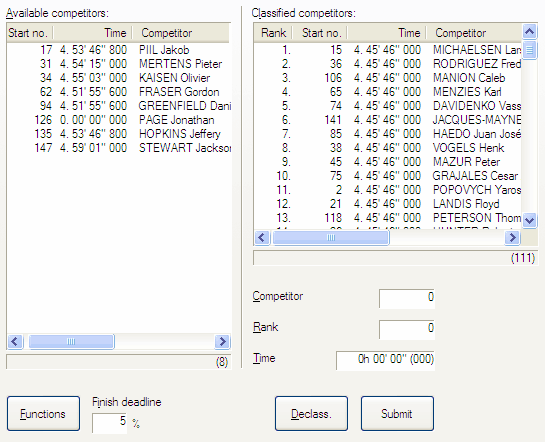 Available competitors:
Start no. Time Competitor
17 4. 53' 46" 800 PIIL Jakob
31 4. 54' 15" 000 MERTENS Pieter
34 4. 55' 03" 000 KAISEN Olivier
62 4. 51' 55" 600 FRASER Gordon
94 4. 51' 55" 600 GREENFIELD Dani
126 0. 00' 00" 000 PAGE Jonathan
135 4. 53' 46" 800 HOPKINS Jeffery
147 4. 59' 01" 000 STEWART Jackson
(8)
Functions
Finish deadline
5 %
Classified competitors:
Rank Start no. Time Competitor
1. 15 4. 45' 46" 000 MICHAELSEN Lars
2. 36 4. 45' 46" 000 RODRIGUEZ Fred
3. 106 4. 45' 46" 000 MANION Caleb
4. 65 4. 45' 46" 000 MENZIES Karl
5. 74 4. 45' 46" 000 DAVIDENKO Vass
6. 141 4. 45' 46" 000 JACQUES-MAYNE
7. 85 4. 45' 46" 000 HAEDO Juan José
8. 38 4. 45' 46" 000 VOGELS Henk
9. 45 4. 45' 46" 000 MAZUR Peter
10. 75 4. 45' 46" 000 GRAJALES Cesar
11. 2 4. 45' 46" 000 POPOVYCH Yaros
12. 21 4. 45' 46" 000 LANDIS Floyd
13. 118 4. 45' 46" 000 PETERSON Thom
(111)
Competitor 0
Rank 0
Time 0h 00' 00" (000)
Declass. Submit